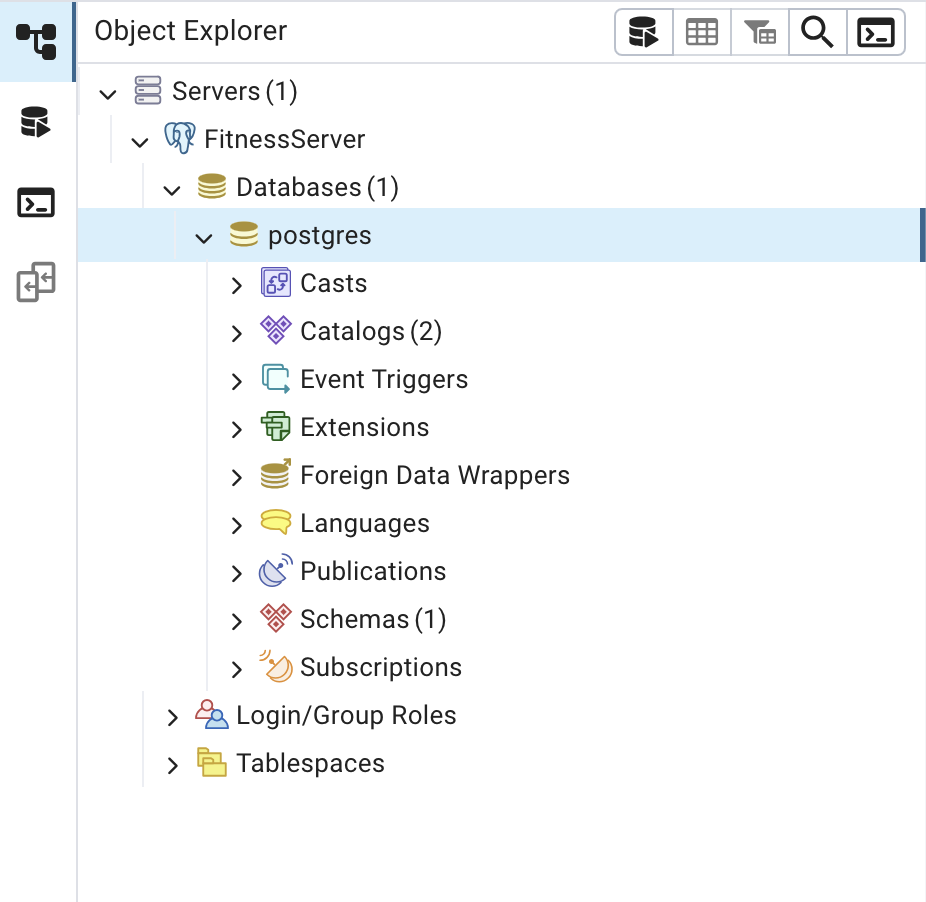 Object Explorer
Servers (1)
FitnessServer
Databases (1)
postgres
Casts
Catalogs (2)
Event Triggers
Extensions
Foreign Data Wrappers
Languages
Publications
Schemas (1)
Subscriptions
Login/Group Roles
Tablespaces